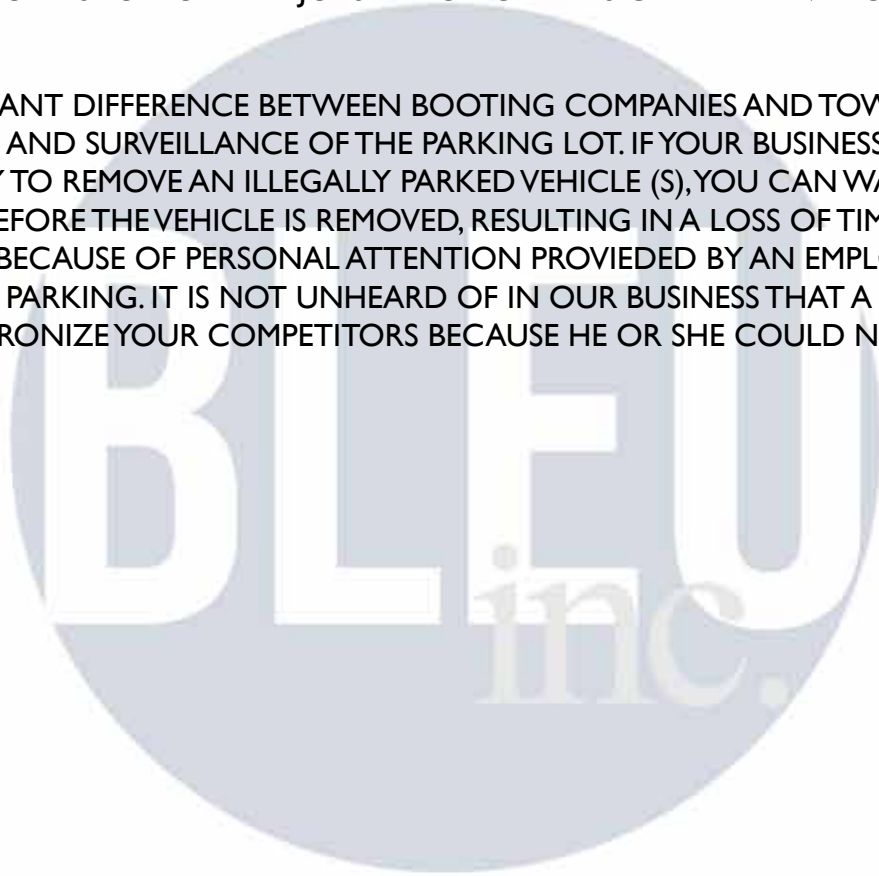 ANT DIFFERENCE BETWEEN BOOTING COMPANIES AND TOW
AND SURVEILLANCE OF THE PARKING LOT. IF YOUR BUSINESS
Y TO REMOVE AN ILLEGALLY PARKED VEHICLE (S), YOU CAN WA
EFORE THE VEHICLE IS REMOVED, RESULTING IN A LOSS OF TIM
BECAUSE OF PERSONAL ATTENTION PROVIEDED BY AN EMPL
PARKING. IT IS NOT UNHEARD OF IN OUR BUSINESS THAT A
RONIZE YOUR COMPETITORS BECAUSE HE OR SHE COULD N
BLEU
inc.